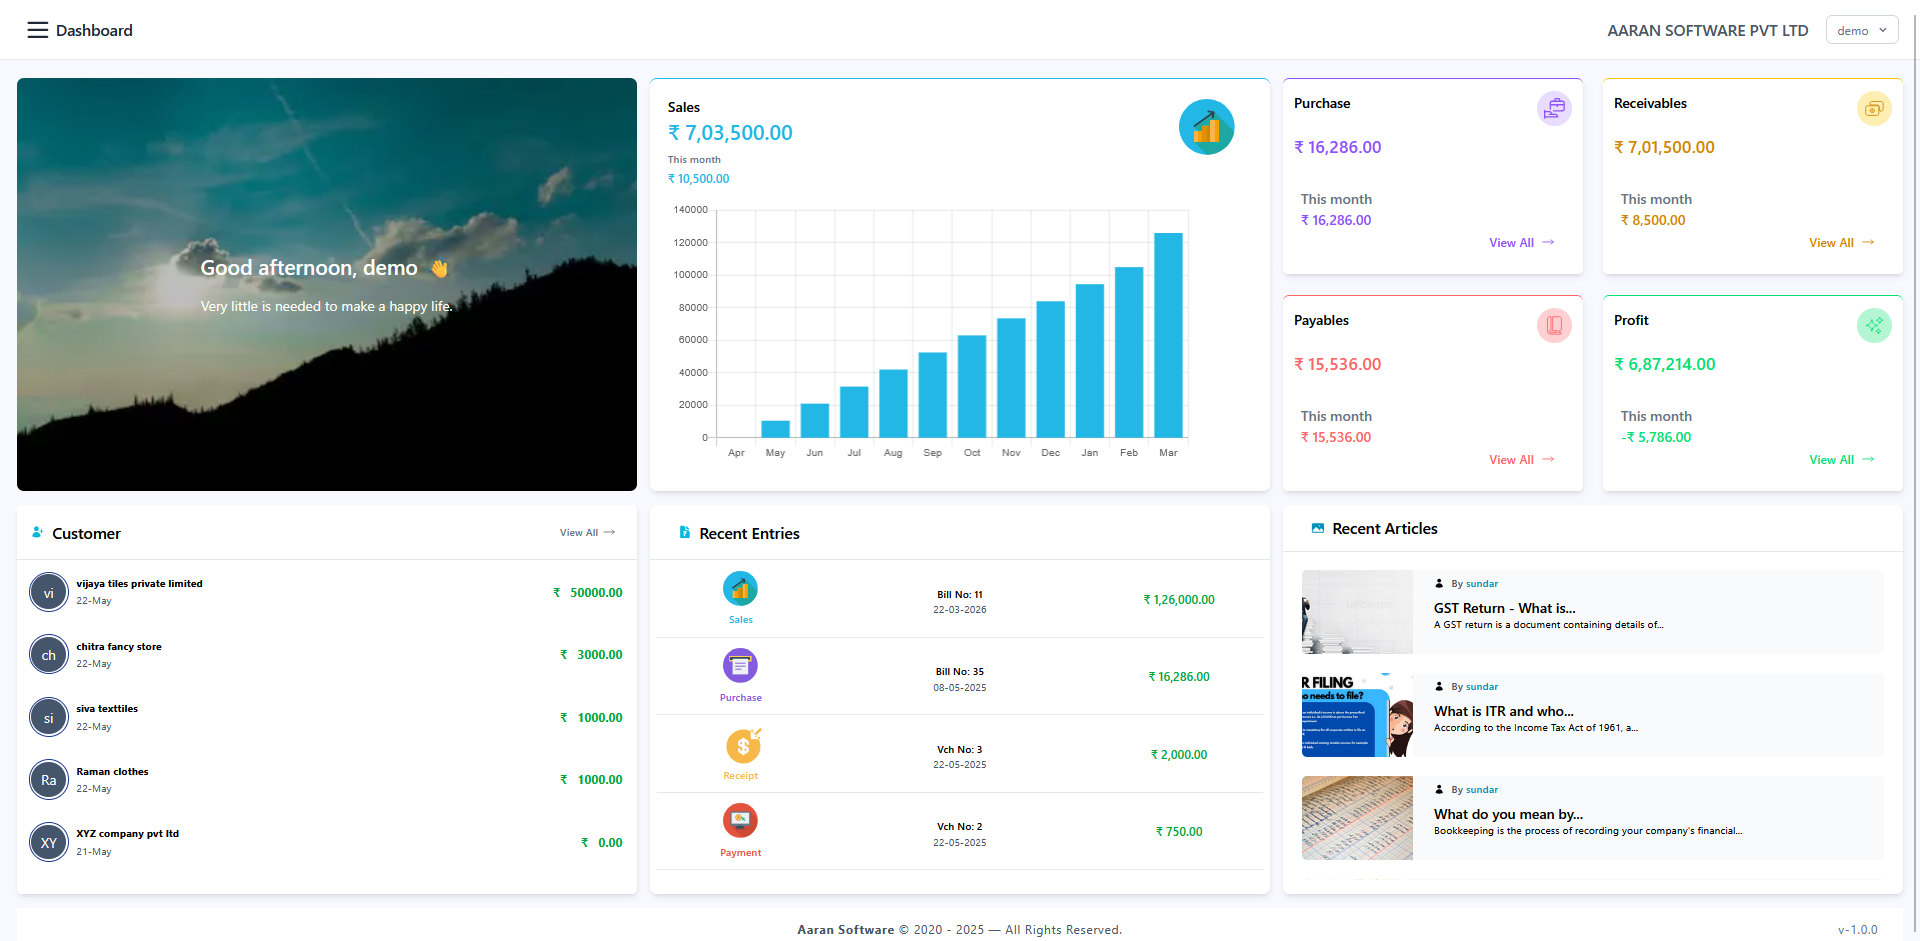 Dashboard
AARAN SOFTWARE PVT LTD
demo
Good afternoon, demo 👋
Very little is needed to make a happy life.
Sales
₹ 7,03,500.00
This month
₹ 10,500.00
140000
120000
100000
80000
60000
40000
20000
0
Apr May Jun Jul Aug Sep Oct Nov Dec Jan Feb Mar
Purchase
₹ 16,286.00
This month
₹ 16,286.00
View All →
Receivables
₹ 7,01,500.00
This month
₹ 8,500.00
View All →
Payables
₹ 15,536.00
This month
₹ 15,536.00
View All →
Profit
₹ 6,87,214.00
This month
-₹ 5,786.00
View All →
Customer
View All →
vi
vijaya tiles private limited
22-May
₹ 50000.00
ch
chitra fancy store
22-May
₹ 3000.00
si
siva texttiles
22-May
₹ 1000.00
Ra
Raman clothes
22-May
₹ 1000.00
XY
XYZ company pvt ltd
21-May
₹ 0.00
Recent Entries
Sales
Bill No: 11
22-03-2026
₹ 1,26,000.00
Purchase
Bill No: 35
08-05-2025
₹ 16,286.00
Receipt
Vch No: 3
22-05-2025
₹ 2,000.00
Payment
Vch No: 2
22-05-2025
₹ 750.00
Recent Articles
By sundar
GST Return - What is...
A GST return is a document containing details of...
R FILING
o needs to file?
By sundar
What is ITR and who...
According to the Income Tax Act of 1961, a...
By sundar
What do you mean by...
Bookkeeping is the process of recording your company's financial...
Aaran Software © 2020 - 2025 — All Rights Reserved.
v-1.0.0